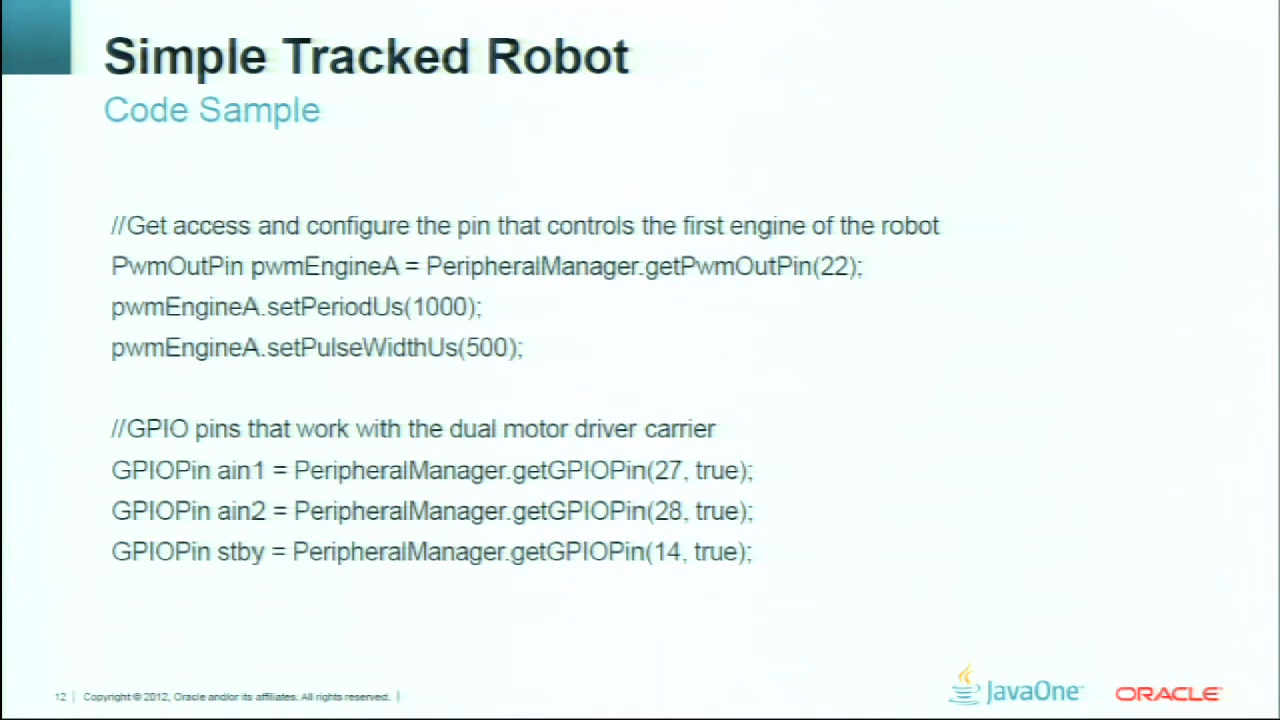 Simple Tracked Robot
Code Sample
//Get access and configure the pin that controls the first engine of the robot
PwmOutPin pwmEngineA = PeripheralManager.getPwmOutPin(22);
pwmEngineA.setPeriodUs(1000);
pwmEngineA.setPulseWidthUs(500);
//GPIO pins that work with the dual motor driver carrier
GPIOPin ain1 = PeripheralManager.getGPIOPin(27, true);
GPIOPin ain2 = PeripheralManager.getGPIOPin(28, true);
GPIOPin stby = PeripheralManager.getGPIOPin(14, true);
12 | Copyright © 2012, Oracle and/or its affiliates. All rights reserved. |
JavaOne™ ORACLE®